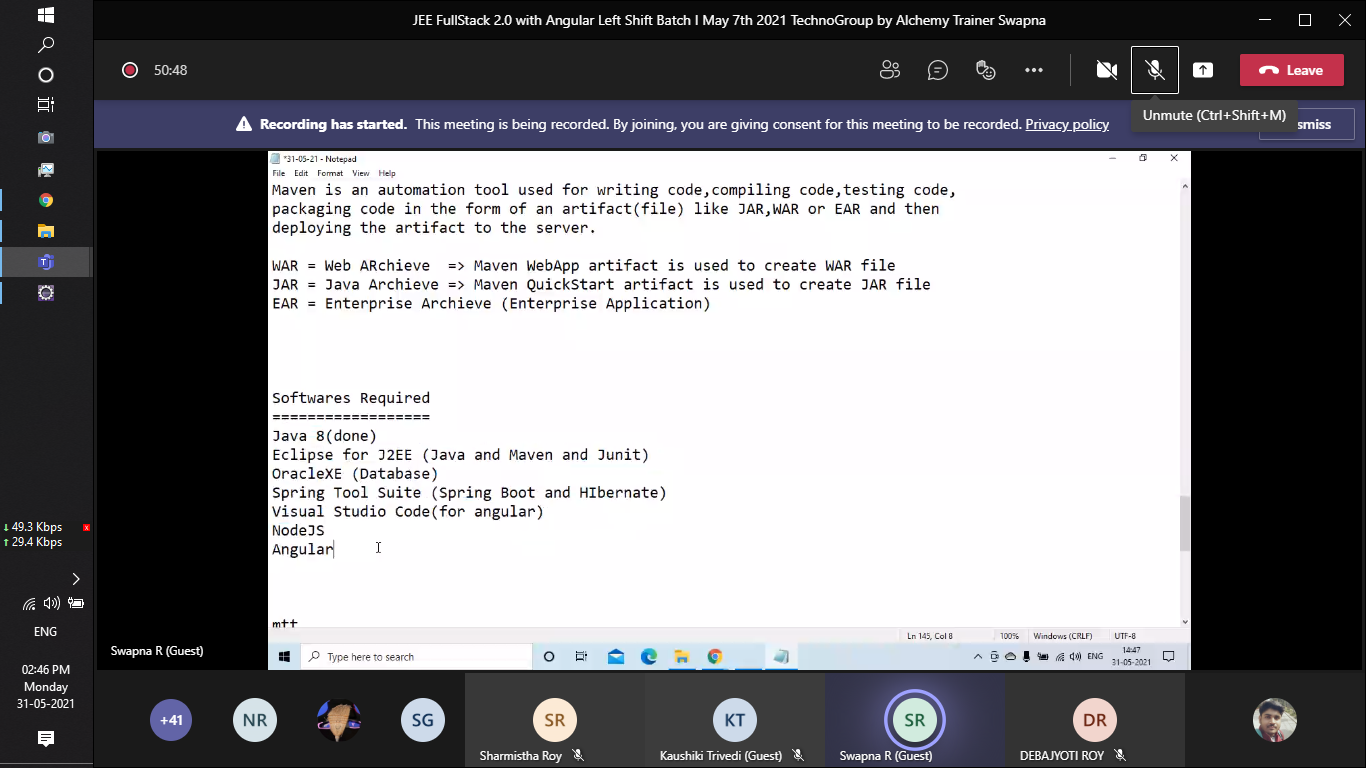 JEE FullStack 2.0 with Angular Left Shift Batch I May 7th 2021 TechnoGroup by Alchemy Trainer Swapna
50:48
Leave
Recording has started. This meeting is being recorded. By joining, you are giving consent for this meeting to be recorded. Privacy policy
smiss
Unmute (Ctrl+Shift+M)
*31-05-21 - Notepad
File Edit Format View Help
Maven is an automation tool used for writing code,compiling code,testing code,
packaging code in the form of an artifact(file) like JAR,WAR or EAR and then
deploying the artifact to the server.
WAR = Web ARchieve => Maven WebApp artifact is used to create WAR file
JAR = Java Archieve => Maven QuickStart artifact is used to create JAR file
EAR = Enterprise Archieve (Enterprise Application)
Softwares Required
==================
Java 8(done)
Eclipse for J2EE (Java and Maven and Junit)
OracleXE (Database)
Spring Tool Suite (Spring Boot and HIbernate)
Visual Studio Code(for angular)
NodeJS
Angular
mtt
Ln 145, Col 8 100% Windows (CRLF) UTF-8
Type here to search
ENG
14:47
31-05-2021
Swapna R (Guest)
↓ 49.3 Kbps x
↑ 29.4 Kbps
ENG
02:46 PM
Monday
31-05-2021
+41
NR
SG
SR
Sharmistha Roy
KT
Kaushiki Trivedi (Guest)
SR
Swapna R (Guest)
DR
DEBAJYOTI ROY